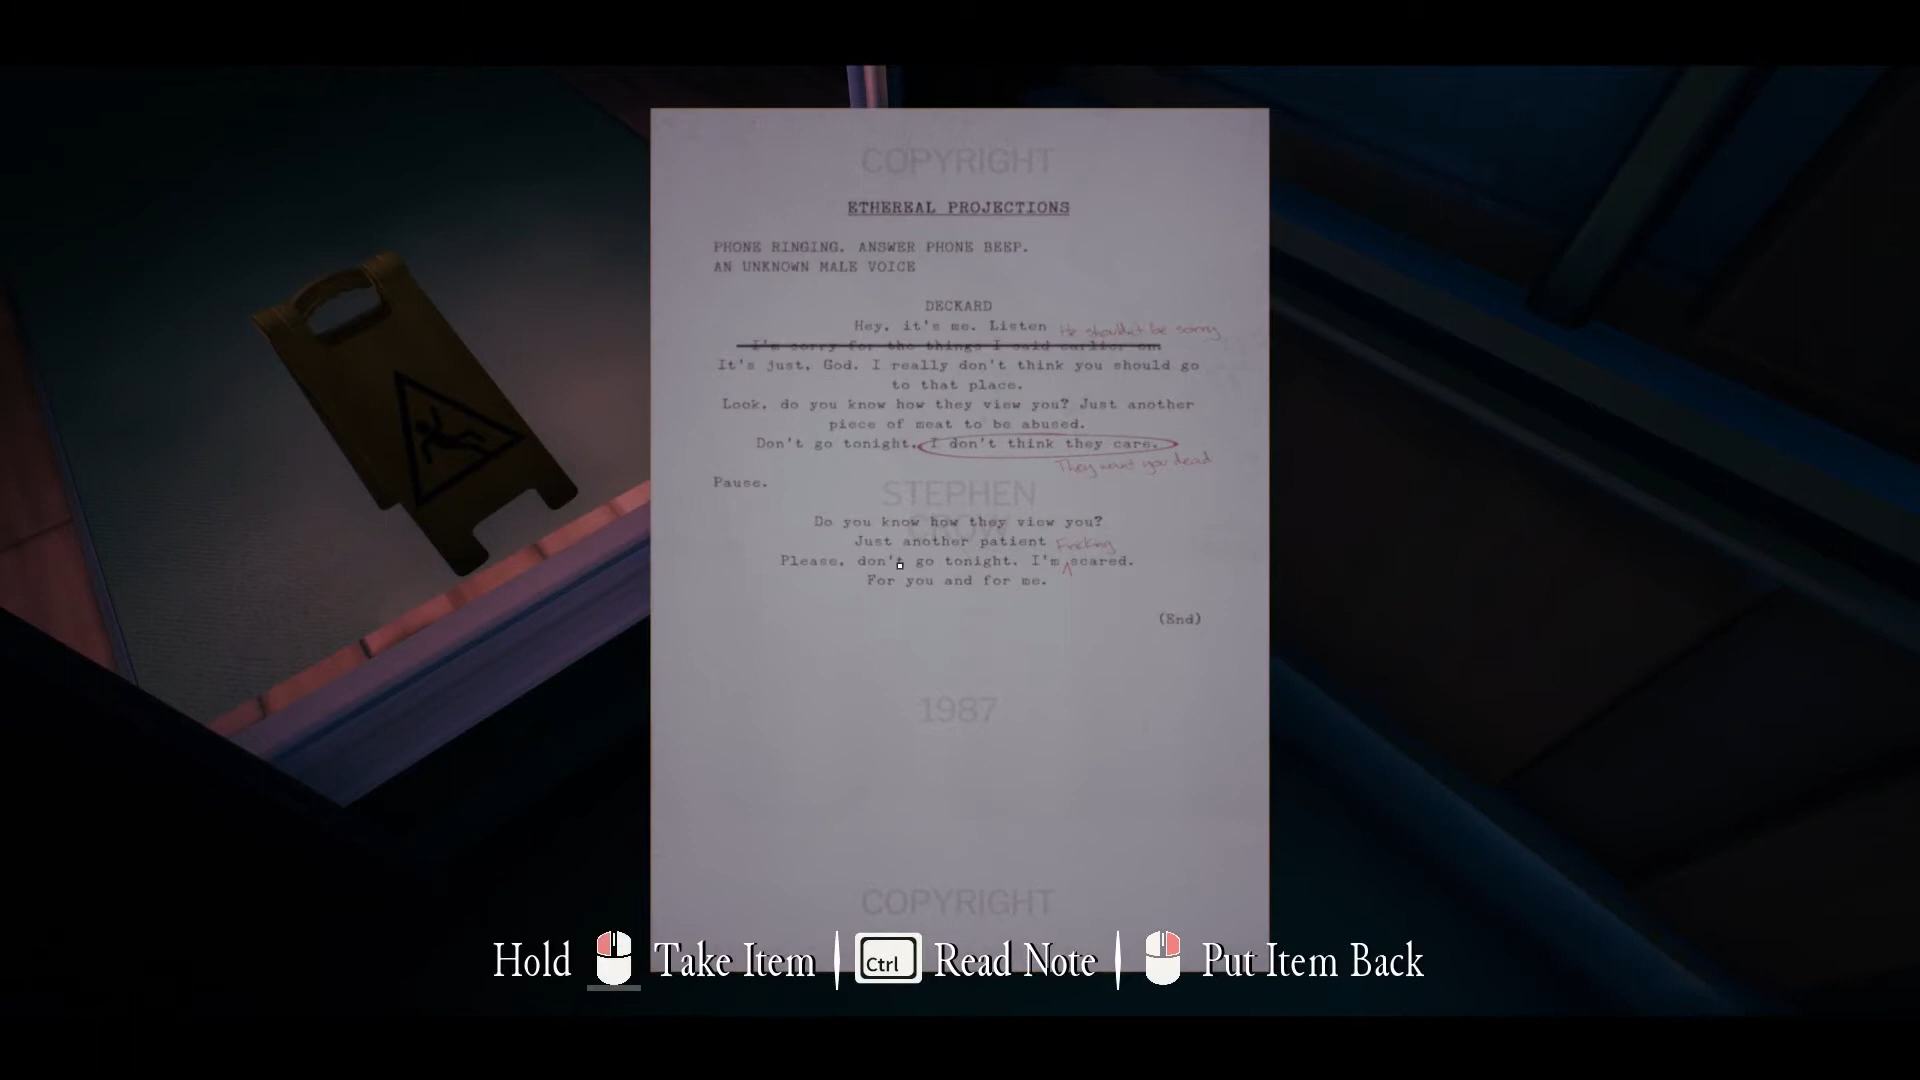 COPYRIGHT
ETHEREAL PROJECTIONS
PHONE RINGING. ANSWER PHONE BEEP.
AN UNKNOWN MALE VOICE
DECKARD
Hey, it's me. Listen He shouldn't be sorry
I'm sorry for the things I said earlier on.
It's just, God. I really don't think you should go
to that place.
Look, do you know how they view you? Just another
piece of meat to be abused.
Don't go tonight. I don't think they care.
They want you dead
Pause.
STEPHEN
CROW
Do you know how they view you?
Just another patient Fricking
Please, don't go tonight. I'm scared.
For you and for me.
(End)
1987
COPYRIGHT
Hold Take Item Ctrl Read Note Put Item Back